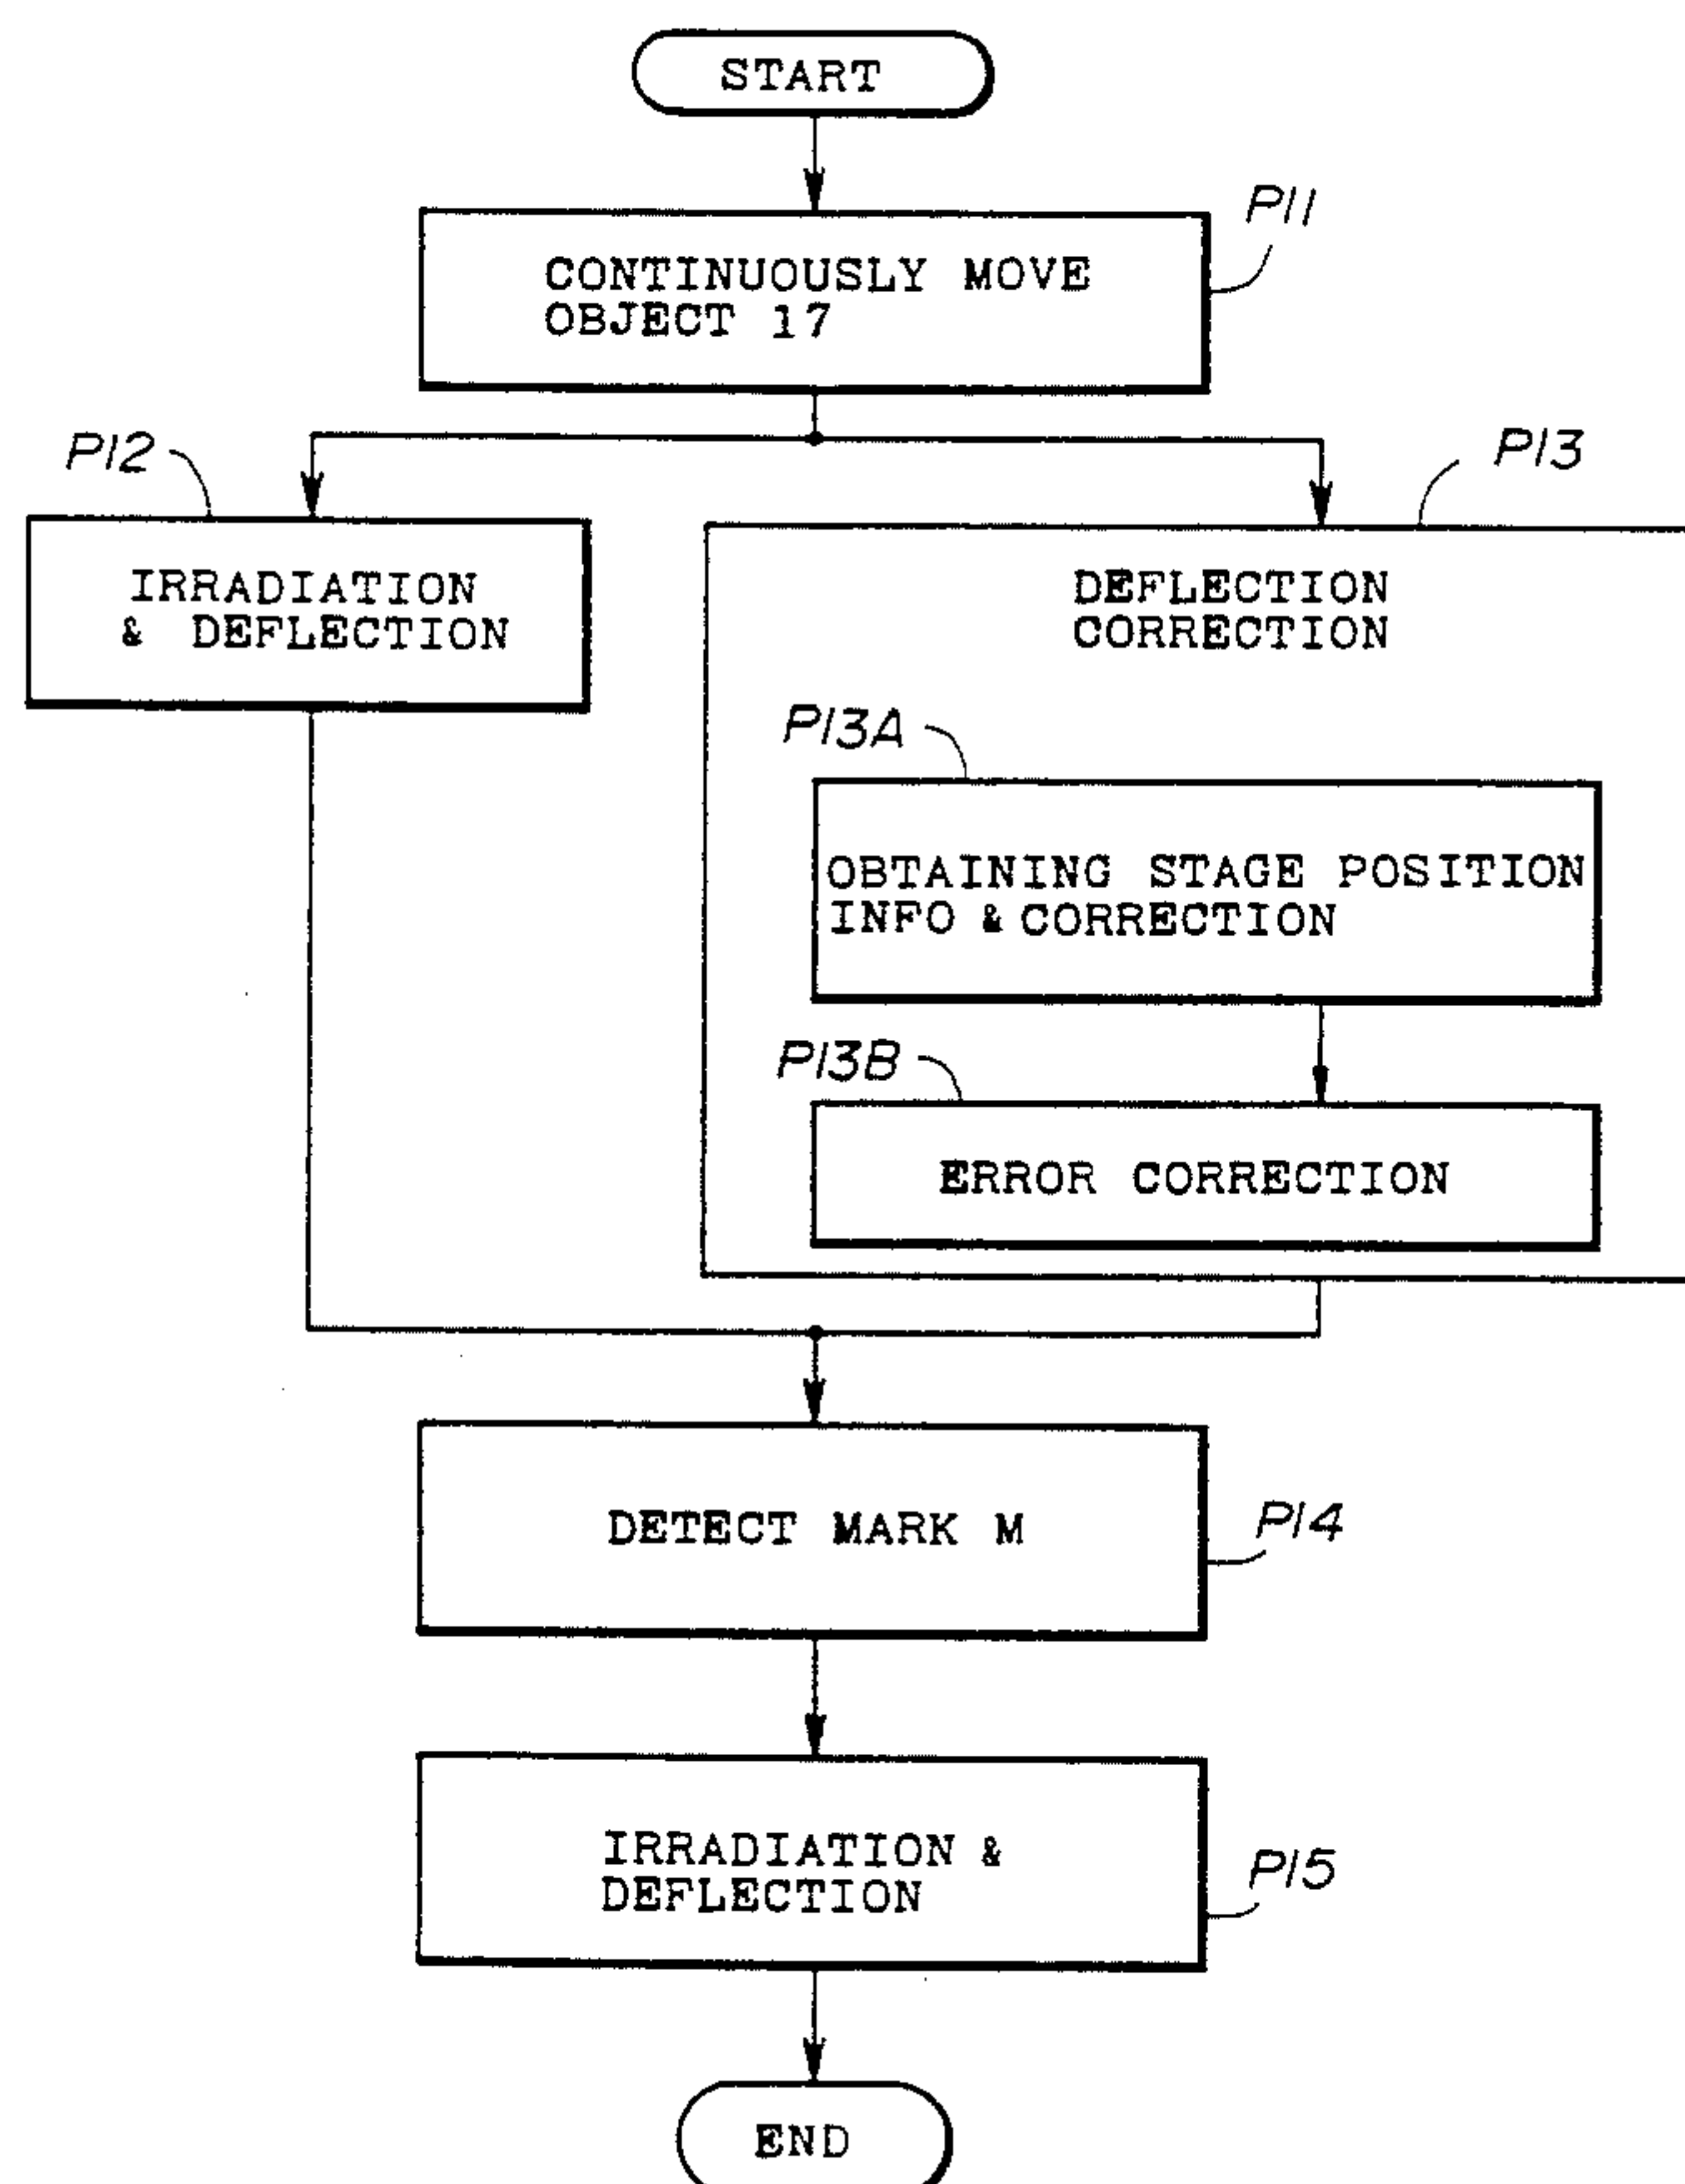 START
P11
CONTINUOUSLY MOVE
OBJECT 17
P12
P13
IRRADIATION
& DEFLECTION
DEFLECTION
CORRECTION
P13A
OBTAINING STAGE POSITION
INFO & CORRECTION
P13B
ERROR CORRECTION
DETECT MARK M
P14
IRRADIATION &
DEFLECTION
P15
END